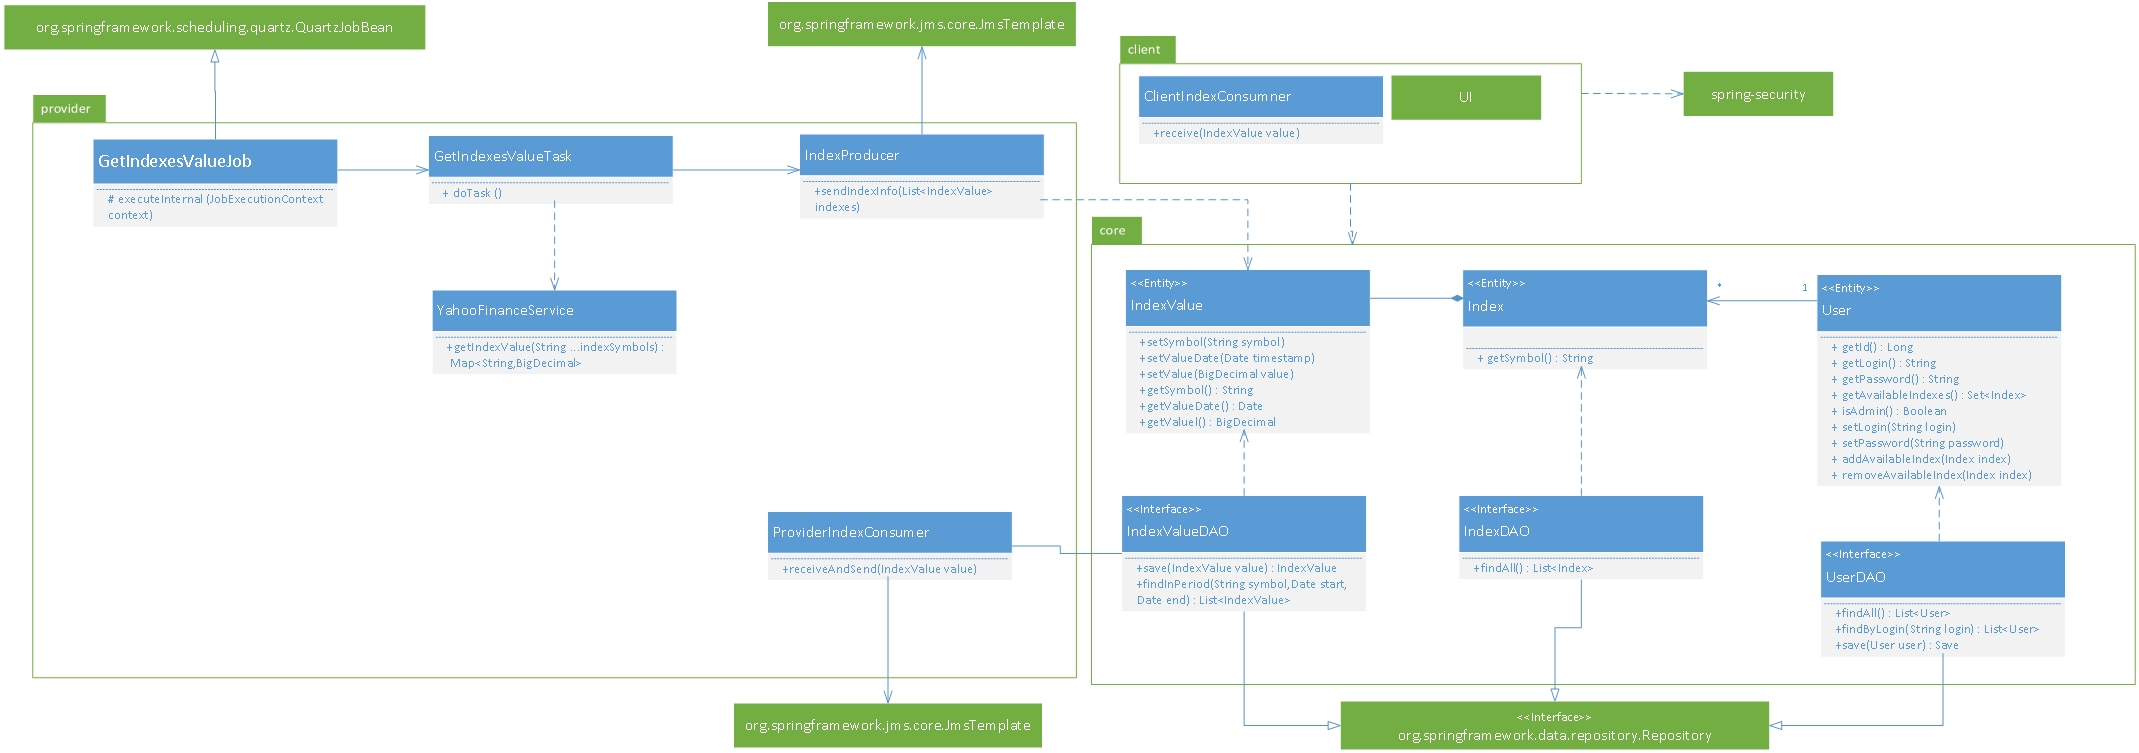 org.springframework.scheduling.quartz.QuartzJobBean
org.springframework.jms.core.JmsTemplate
provider
GetIndexesValueJob
# executeInternal (JobExecutionContext
context)
GetIndexesValueTask
+ doTask ()
IndexProducer
+sendIndexInfo(List<IndexValue>
indexes)
YahooFinanceService
+getIndexValue(String ...indexSymbols) :
Map<String,BigDecimal>
ProviderIndexConsumer
+receiveAndSend(IndexValue value)
org.springframework.jms.core.JmsTemplate
client
ClientIndexConsumner
+receive(IndexValue value)
UI
spring-security
core
<<Entity>>
IndexValue
+setSymbol(String symbol)
+setValueDate(Date timestamp)
+setValue(BigDecimal value)
+getSymbol() : String
+getValueDate() : Date
+getValueI() : BigDecimal
<<Entity>>
Index
+ getSymbol() : String
*
1
<<Entity>>
User
+ getId() : Long
+ getLogin() : String
+ getPassword() : String
+ getAvailableIndexes() : Set<Index>
+ isAdmin() : Boolean
+ setLogin(String login)
+ setPassword(String password)
+ addAvailableIndex(Index index)
+ removeAvailableIndex(Index index)
<<Interface>>
IndexValueDAO
+save(IndexValue value) : IndexValue
+findInPeriod(String symbol,Date start,
Date end) : List<IndexValue>
<<Interface>>
IndexDAO
+findAll() : List<Index>
<<Interface>>
UserDAO
+findAll() : List<User>
+findByLogin(String login) : List<User>
+save(User user) : Save
<<Interface>>
org.springframework.data.repository.Repository